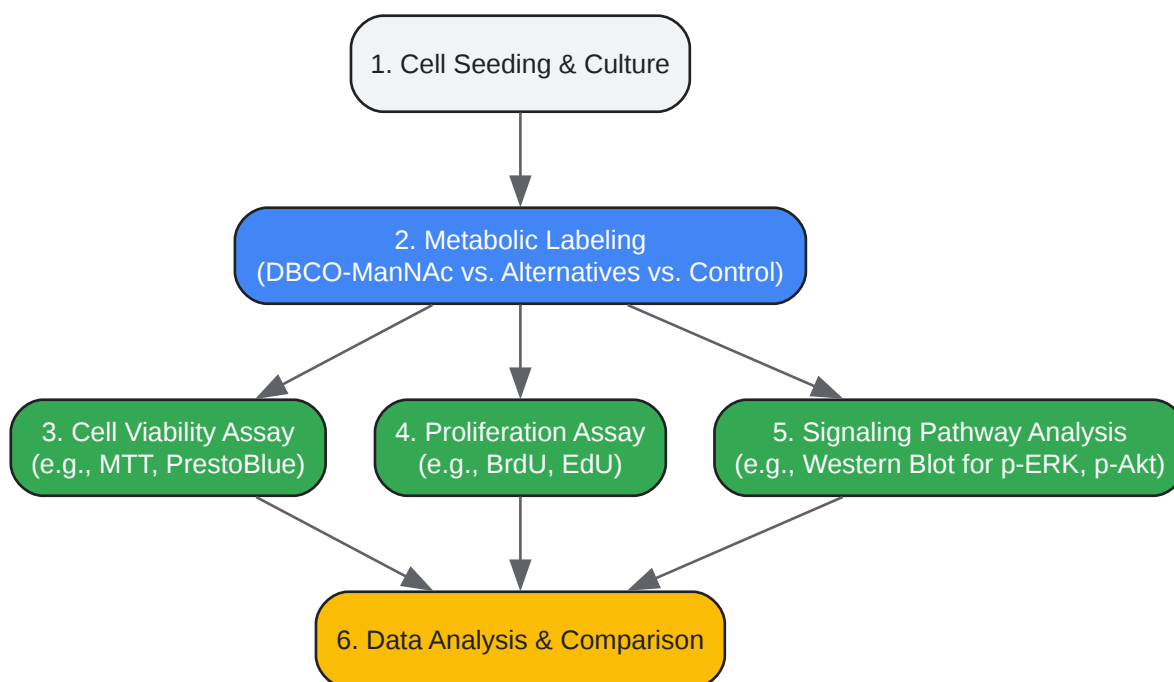 1. Cell Seeding & Culture
2. Metabolic Labeling
(DBCO-ManNAc vs. Alternatives vs. Control)
3. Cell Viability Assay
(e.g., MTT, PrestoBlue)
4. Proliferation Assay
(e.g., BrdU, EdU)
5. Signaling Pathway Analysis
(e.g., Western Blot for p-ERK, p-Akt)
6. Data Analysis & Comparison